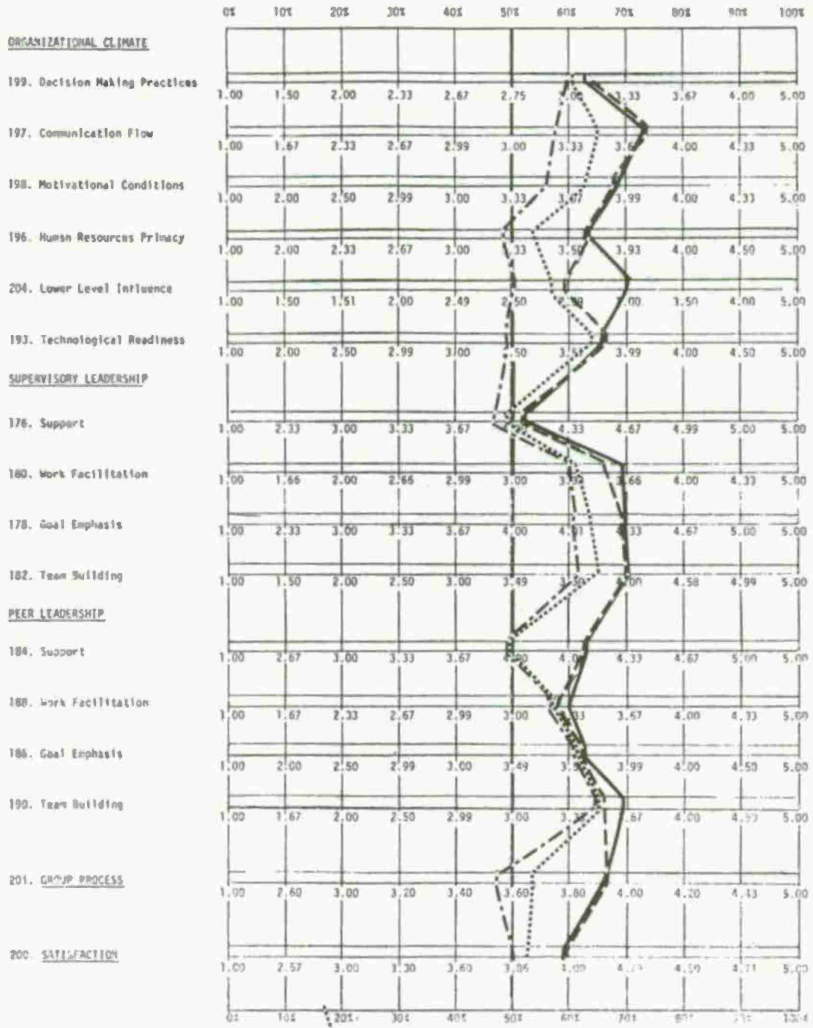 0% 10% 20% 30% 40% 50% 60% 70% 80% 90% 100%
ORGANIZATIONAL CLIMATE
199. Decision Making Practices
1.00 1.50 2.00 2.33 2.67 2.75 3.33 3.67 4.00 5.00
197. Communication Flow
1.00 1.67 2.33 2.67 2.99 3.00 3.33 4.00 4.33 5.00
198. Motivational Conditions
1.00 2.00 2.50 2.99 3.00 3.33 3.99 4.00 4.33 5.00
196. Human Resources Primacy
1.00 2.00 2.33 2.67 3.00 3.33 3.93 4.00 4.50 5.00
204. Lower Level Influence
1.00 1.50 1.51 2.00 2.49 2.50 3.00 3.50 4.00 5.00
193. Technological Readiness
1.00 2.00 2.50 2.99 3.00 3.50 3.99 4.00 4.50 5.00
SUPERVISORY LEADERSHIP
176. Support
1.00 2.33 3.00 3.33 3.67 4.33 4.67 4.99 5.00 5.00
180. Work Facilitation
1.00 1.66 2.00 2.66 2.99 3.00 3.66 4.00 4.33 5.00
178. Goal Emphasis
1.00 2.33 3.00 3.33 3.67 4.00 4.33 4.67 5.00 5.00
182. Team Building
1.00 1.50 2.00 2.50 3.00 3.49 4.00 4.58 4.99 5.00
PEER LEADERSHIP
184. Support
1.00 2.67 3.00 3.33 3.67 4.00 4.33 4.67 5.00 5.00
188. Work Facilitation
1.00 1.67 2.33 2.67 2.99 3.00 3.33 3.67 4.00 4.33 5.00
186. Goal Emphasis
1.00 2.00 2.50 2.99 3.00 3.49 3.99 4.00 4.50 5.00
190. Team Building
1.00 1.67 2.00 2.50 2.99 3.00 3.67 5.00
201. GROUP PROCESS
1.00 2.60 3.00 3.20 3.40 3.60 3.80 4.00 4.20 4.43 5.00
200. SATISFACTION
1.00 2.57 3.00 3.30 3.60 4.71 5.00
0% 10% 20% 30% 40% 50% 60% 70% 80% 90%